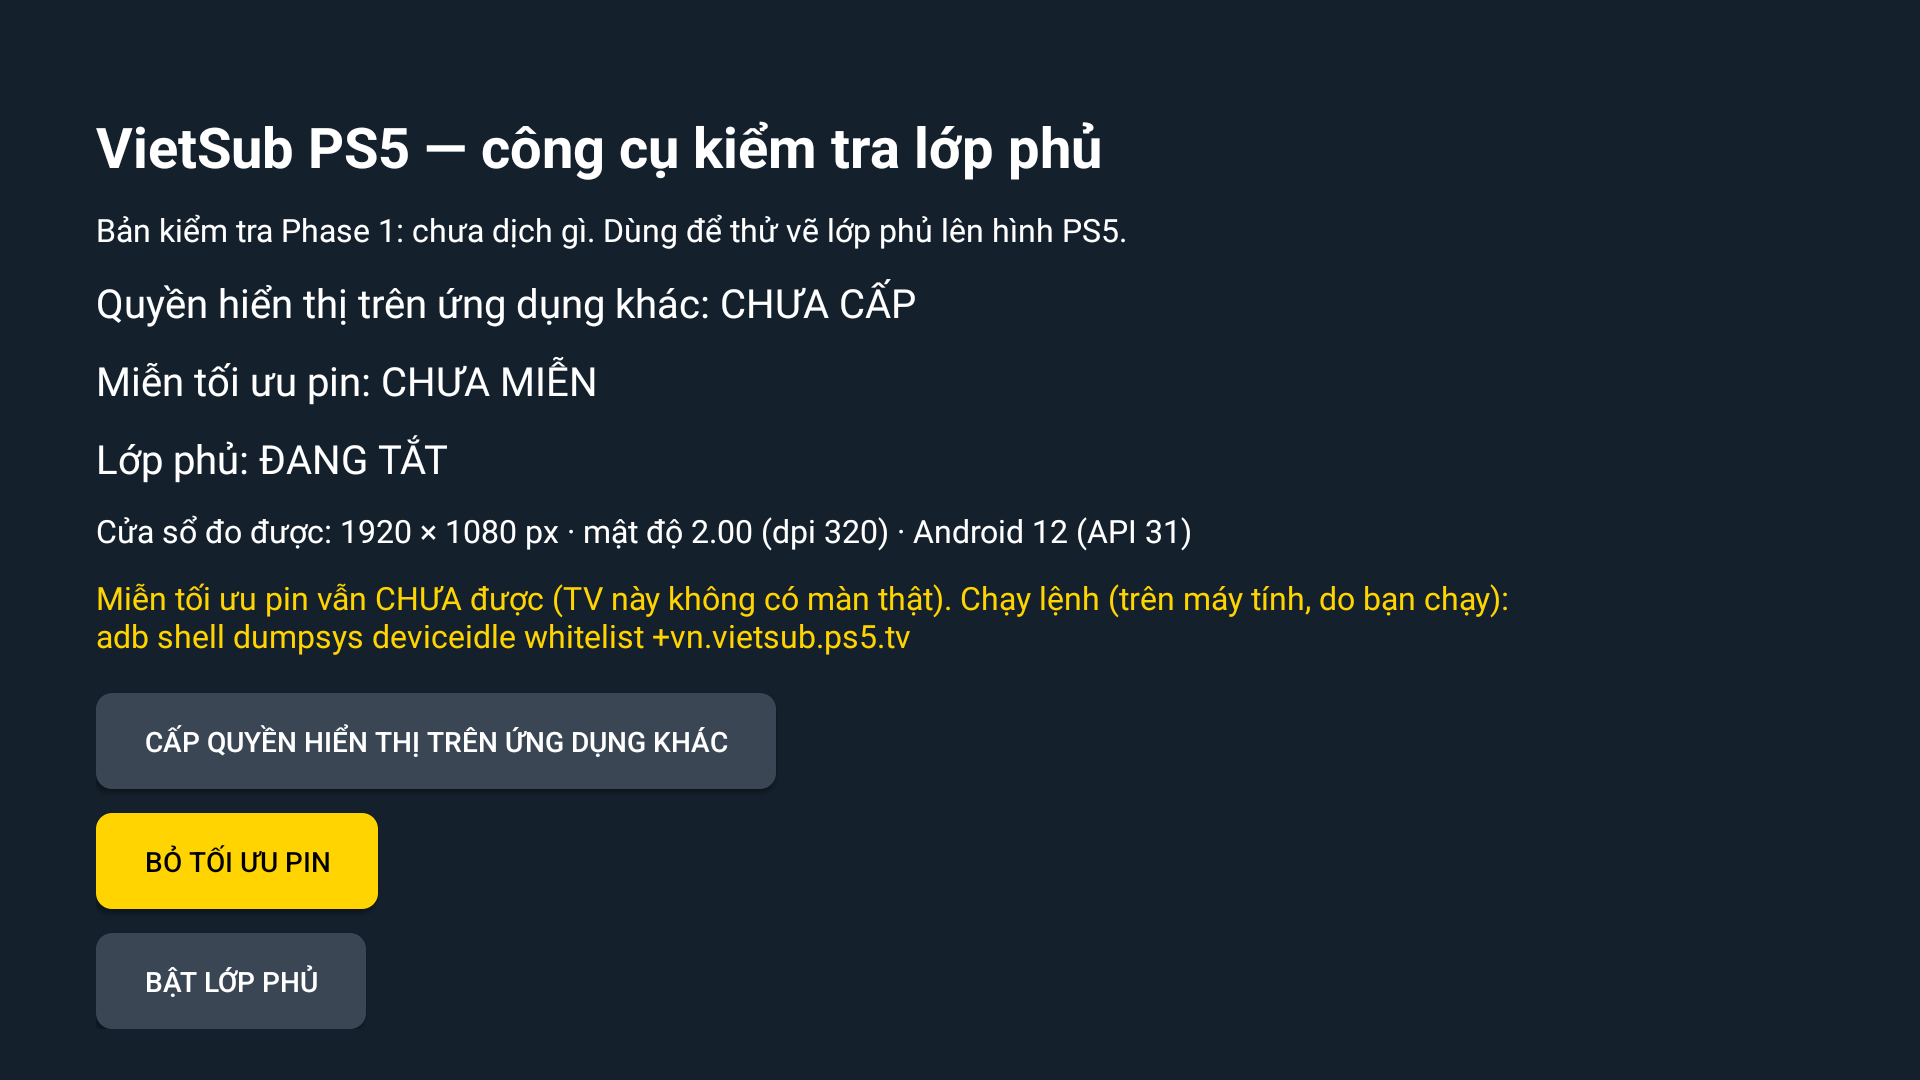 VietSub PS5 — công cụ kiểm tra lớp phủ
Bản kiểm tra Phase 1: chưa dịch gì. Dùng để thử vẽ lớp phủ lên hình PS5.
Quyền hiển thị trên ứng dụng khác: CHƯA CẤP
Miễn tối ưu pin: CHƯA MIỄN
Lớp phủ: ĐANG TẮT
Cửa sổ đo được: 1920 × 1080 px · mật độ 2.00 (dpi 320) · Android 12 (API 31)
Miễn tối ưu pin vẫn CHƯA được (TV này không có màn thật). Chạy lệnh (trên máy tính, do bạn chạy):
adb shell dumpsys deviceidle whitelist +vn.vietsub.ps5.tv
CẤP QUYỀN HIỂN THỊ TRÊN ỨNG DỤNG KHÁC
BỎ TỐI ƯU PIN
BẬT LỚP PHỦ